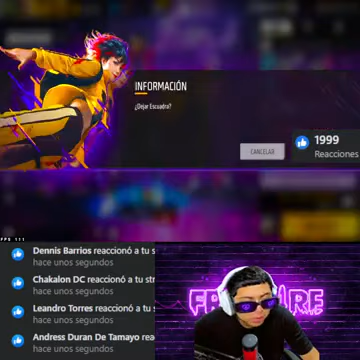 INFORMACIÓN
¿Dejar Escuadra?
CANCELAR
1999
Reacciones
FPS 111
Dennis Barrios reaccionó a tu s
hace unos segundos
Chakalon DC reaccionó a tu str
hace unos segundos
Leandro Torres reaccionó a tu s
hace unos segundos
Andress Duran De Tamayo rea
hace unos segundos
FREE FIRE